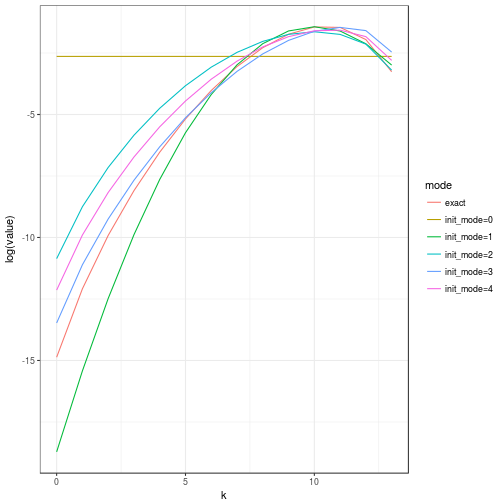 -5
-10
-15
log(value)
0
5
10
k
mode
exact
init_mode=0
init_mode=1
init_mode=2
init_mode=3
init_mode=4